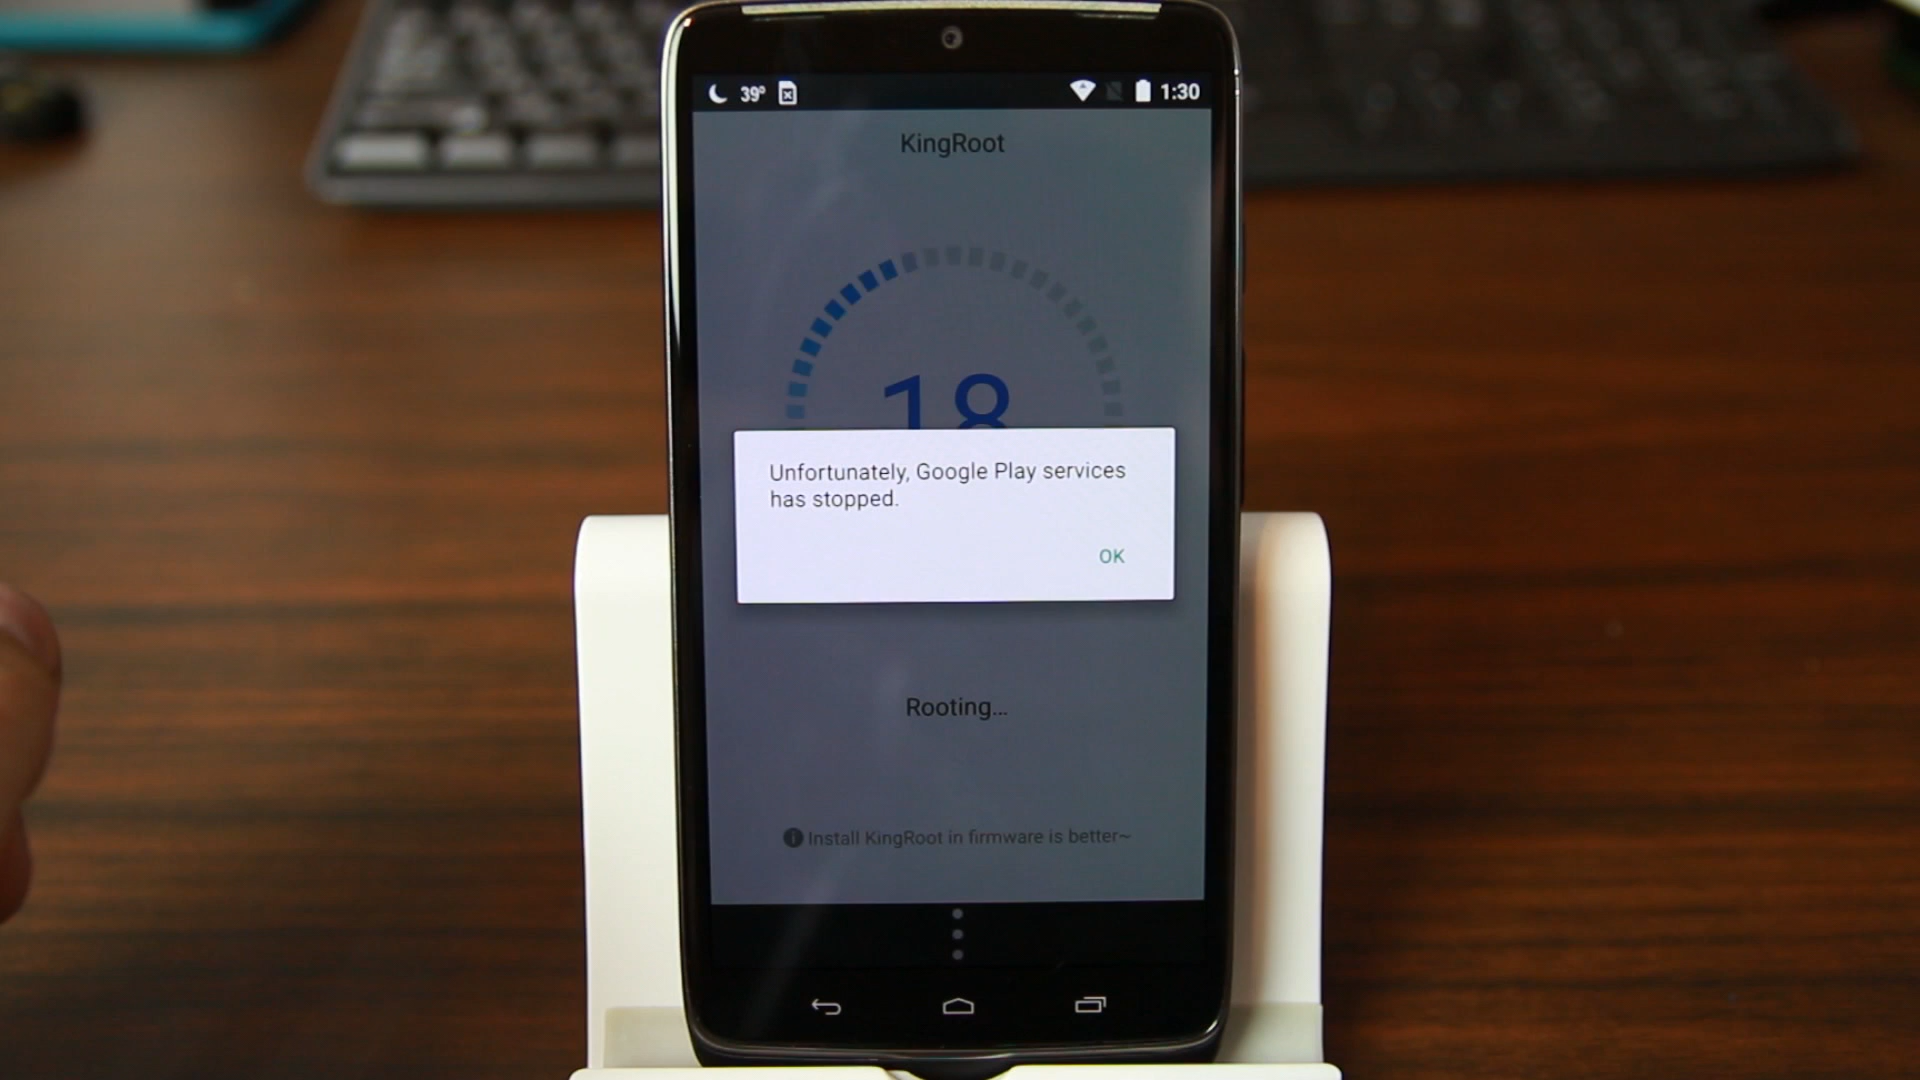 39° 1:30
KingRoot
18
Unfortunately, Google Play services
has stopped.
OK
Rooting...
Install KingRoot in firmware is better~